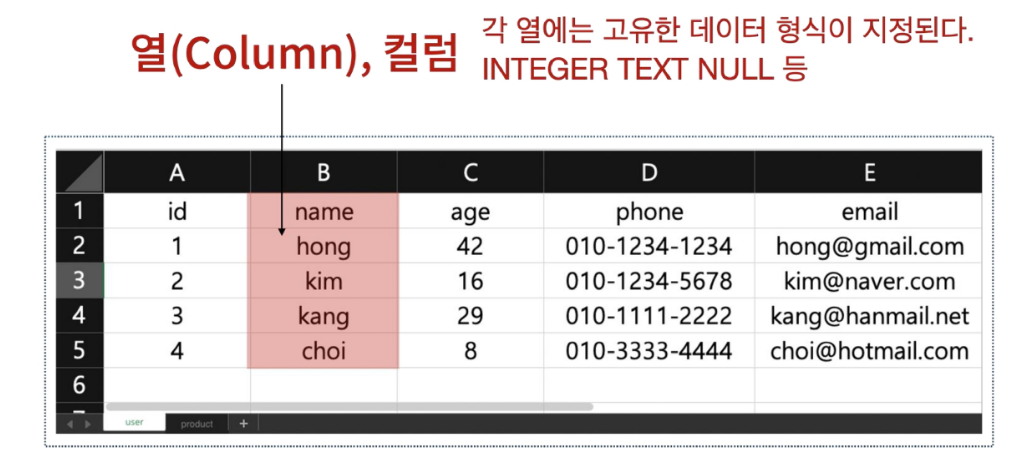 열(Column), 컬럼
각 열에는 고유한 데이터 형식이 지정된다.
INTEGER TEXT NULL 등
A B C D E
1 id name age phone email
2 1 hong 42 010-1234-1234 hong@gmail.com
3 2 kim 16 010-1234-5678 kim@naver.com
4 3 kang 29 010-1111-2222 kang@hanmail.net
5 4 choi 8 010-3333-4444 choi@hotmail.com
6
user product +